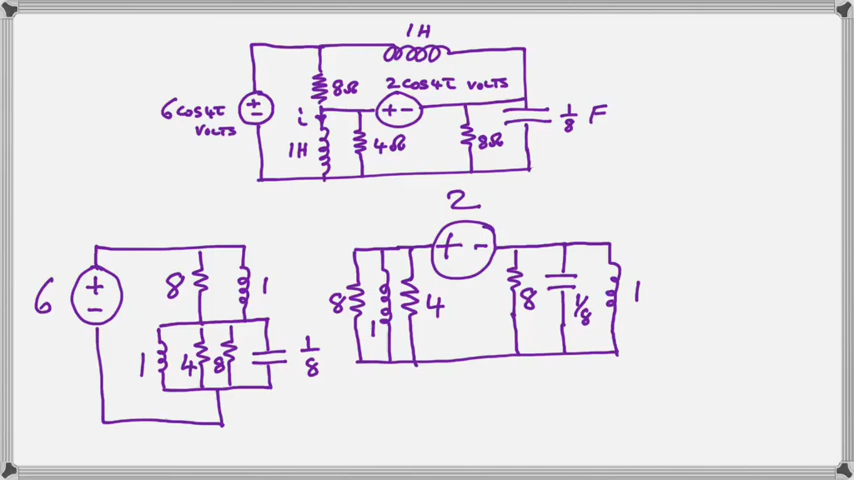 1H
8Ω
2cos4t VOLTS
+ -
6cos4t
VOLTS
+
-
i
1H
4Ω
8Ω
1/8 F
2
+ -
6
+
-
8
1
1
4
8
1/8
8
1
4
8
1/8
1